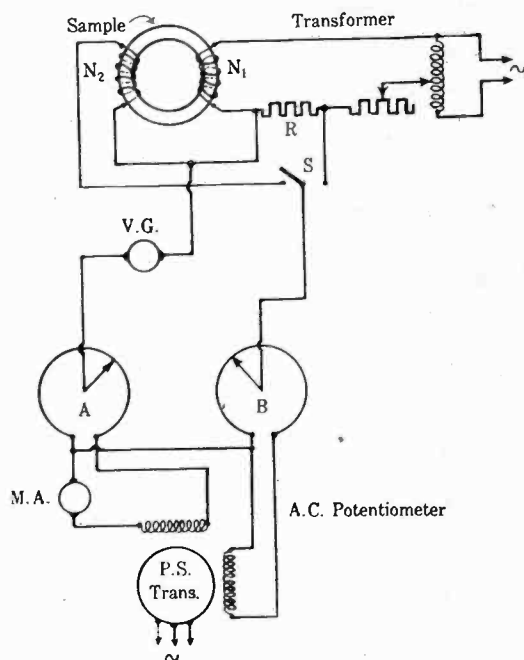 Sample
Transformer
N₂
N₁
~
R
S
V.G.
A
B
M.A.
A.C. Potentiometer
P.S.
Trans.
~